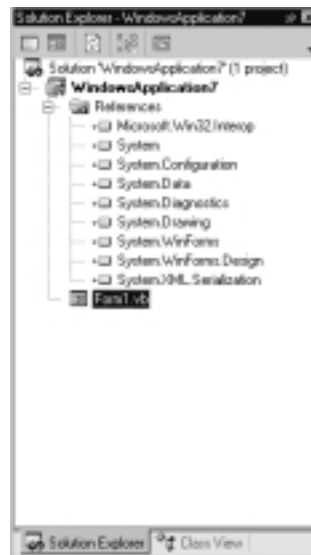 Solution Explorer - WindowsApplication7
Solution 'WindowsApplication7' (1 project)
WindowsApplication7
References
Microsoft.Win32.Interop
System
System.Configuration
System.Data
System.Diagnostics
System.Drawing
System.WinForms
System.WinForms.Design
System.XML.Serialization
Form1.vb
Solution Explorer
Class View